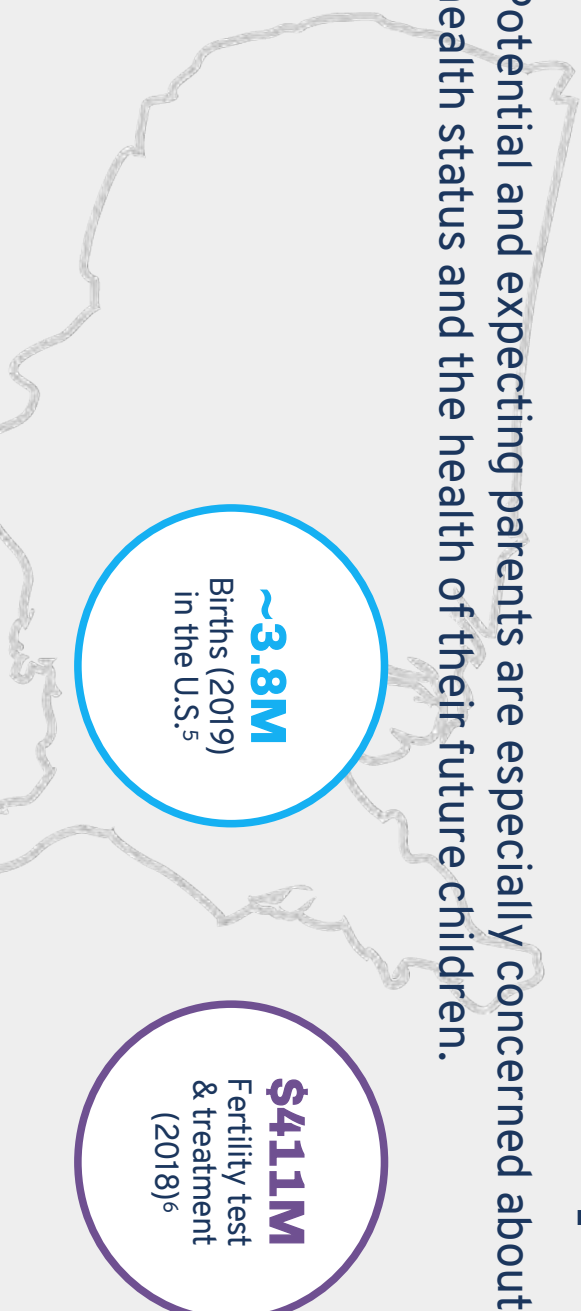 Potential and expecting parents are especially concerned about
health status and the health of their future children.
~3.8M
Births (2019)
in the U.S.⁵
$411M
Fertility test
& treatment
(2018)⁶